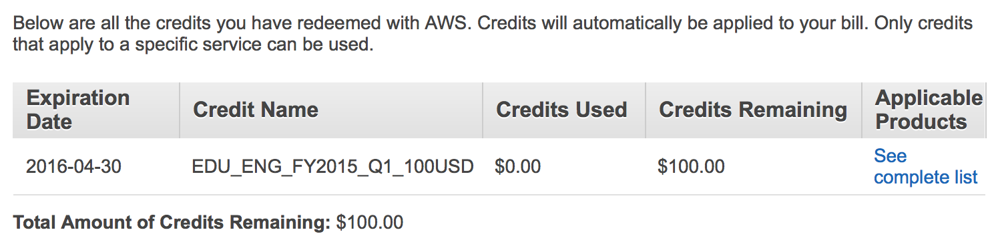 Below are all the credits you have redeemed with AWS. Credits will automatically be applied to your bill. Only credits
that apply to a specific service can be used.
Expiration
Date
Credit Name
Credits Used
Credits Remaining
Applicable
Products
2016-04-30
EDU_ENG_FY2015_Q1_100USD
$0.00
$100.00
See
complete list
Total Amount of Credits Remaining: $100.00